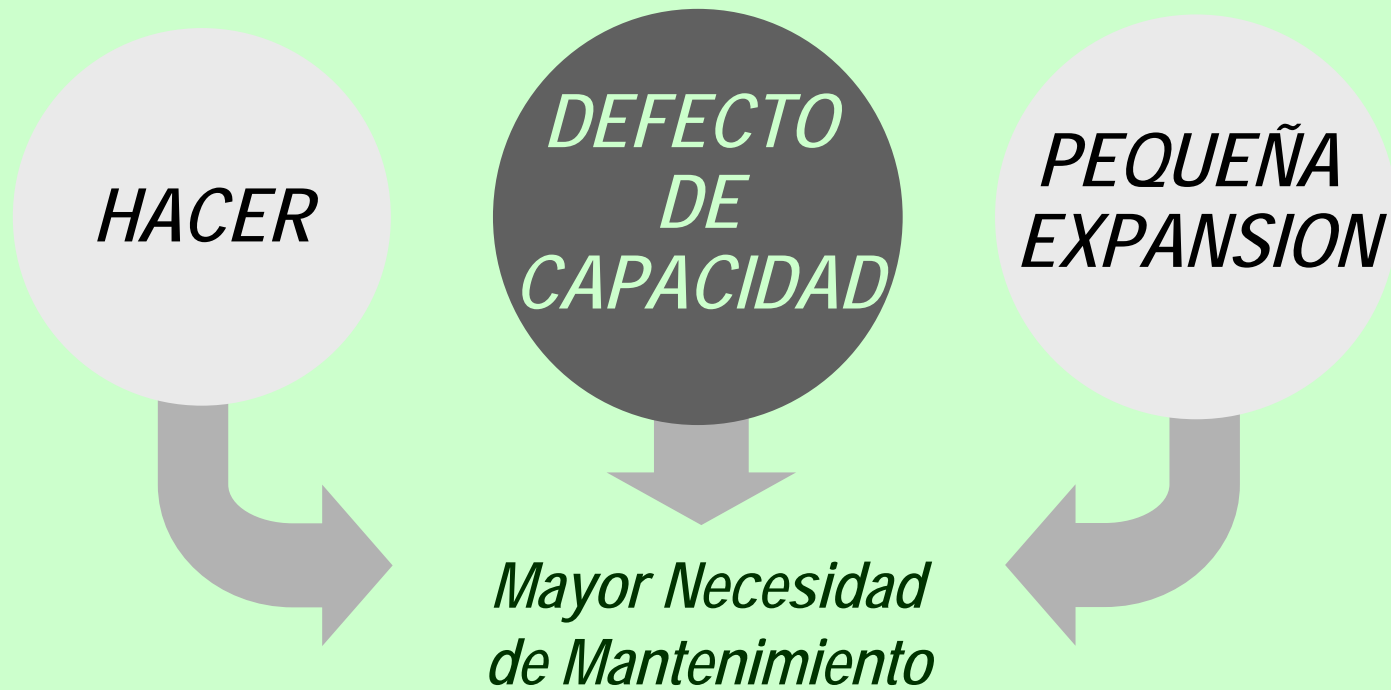 HACER
DEFECTO
DE
CAPACIDAD
PEQUEÑA
EXPANSION
Mayor Necesidad
de Mantenimiento